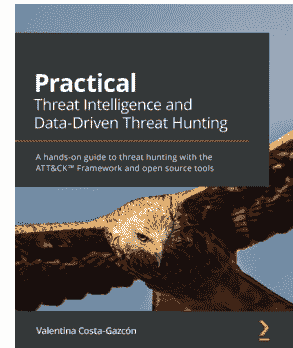 Practical
Threat Intelligence and
Data-Driven Threat Hunting
A hands-on guide to threat hunting with the
ATT&CK™ Framework and open source tools
Valentina Costa-Gazcón